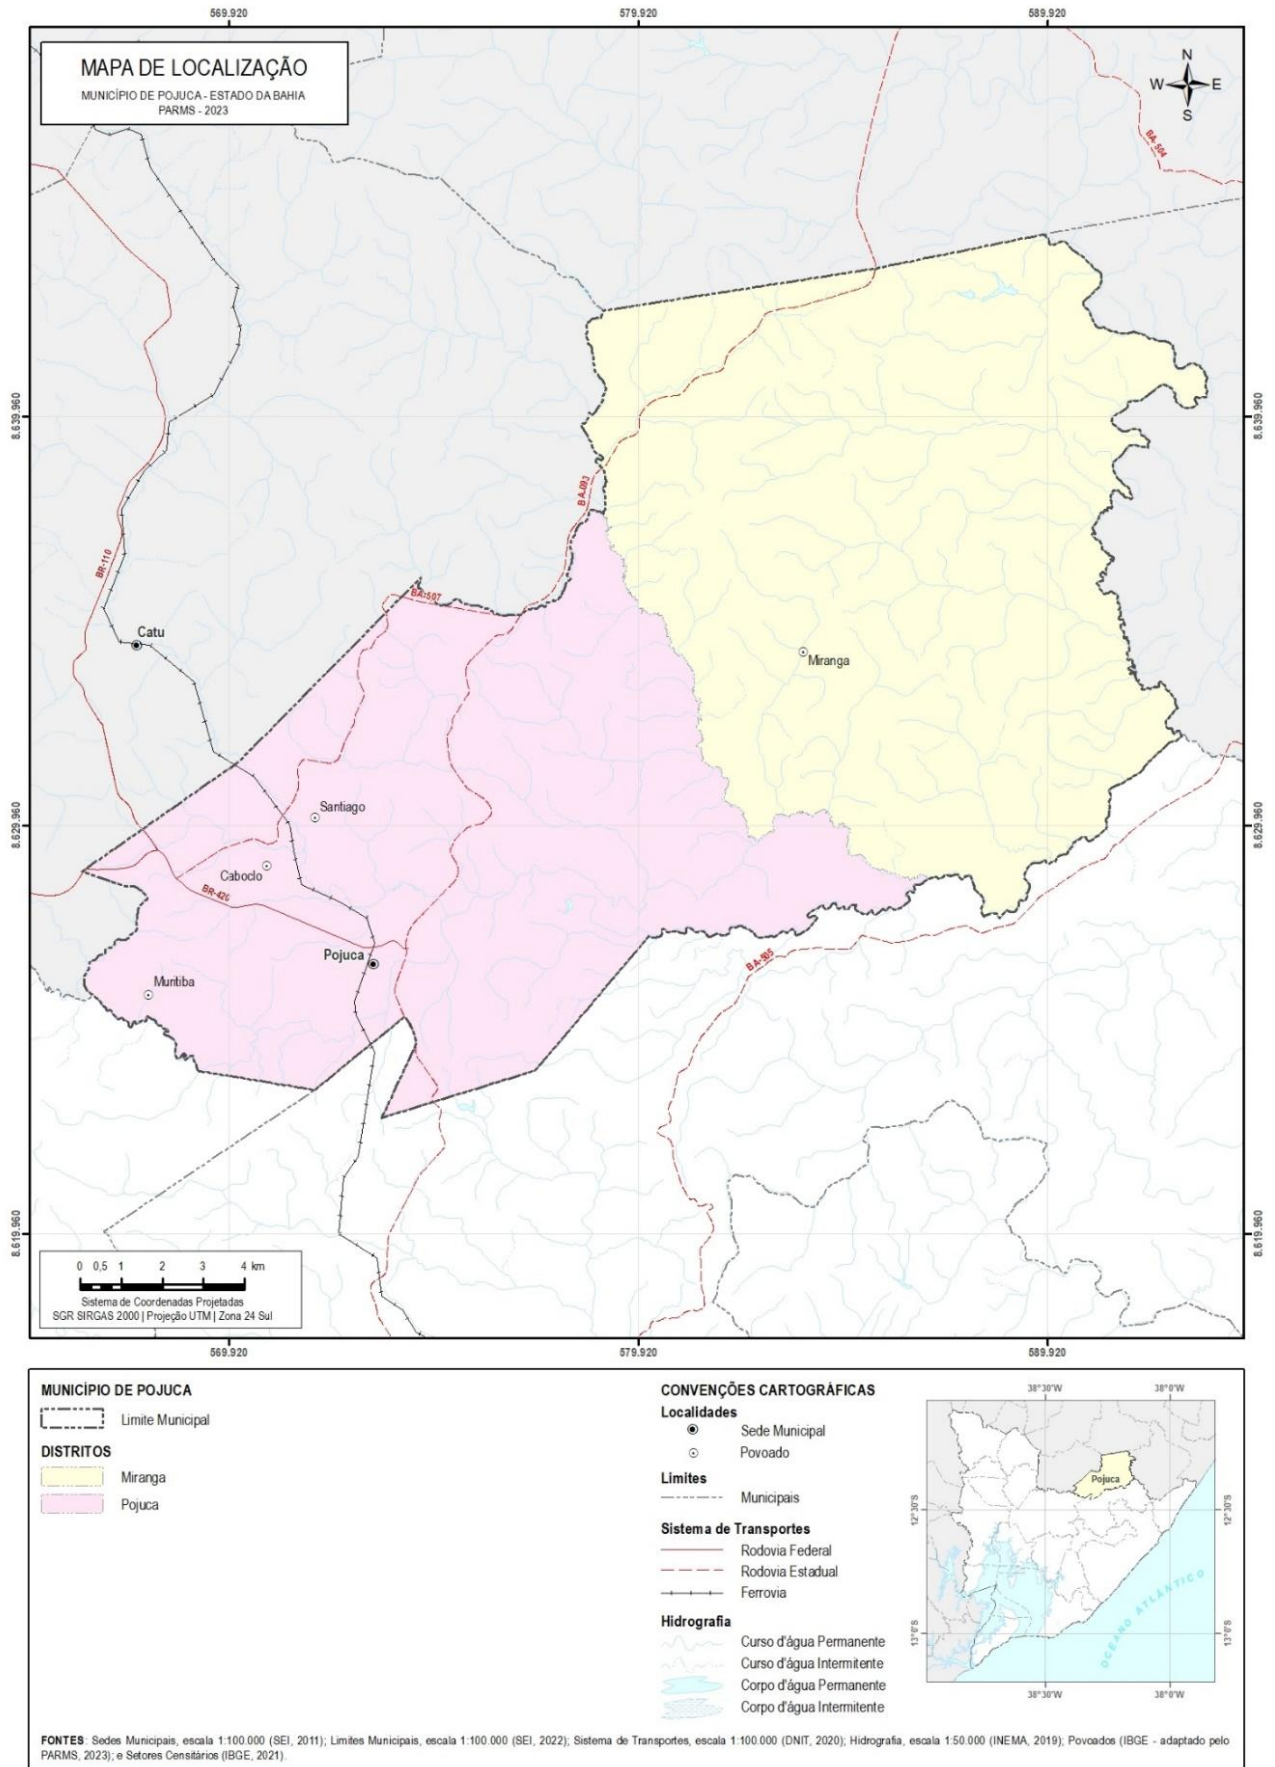 569.920
579.920
589.920
MAPA DE LOCALIZAÇÃO
MUNICÍPIO DE POJUCA - ESTADO DA BAHIA
PARMS - 2023
N
W
E
S
BA-504
8.639.960
8.639.960
BA-093
BR-110
BA-507
Catu
Miranga
Santiago
8.629.960
8.629.960
Caboclo
BR-420
Pojuca
BA-505
Muritiba
8.619.960
8.619.960
0 0,5 1 2 3 4 km
Sistema de Coordenadas Projetadas
SGR SIRGAS 2000 | Projeção UTM | Zona 24 Sul
569.920
579.920
589.920
MUNICÍPIO DE POJUCA
Limite Municipal
DISTRITOS
Miranga
Pojuca
CONVENÇÕES CARTOGRÁFICAS
Localidades
Sede Municipal
Povoado
Limites
Municipais
Sistema de Transportes
Rodovia Federal
Rodovia Estadual
Ferrovia
Hidrografia
Curso d'água Permanente
Curso d'água Intermitente
Corpo d'água Permanente
Corpo d'água Intermitente
38°30'W
38°0'W
Pojuca
12°30'S
12°30'S
OCEANO ATLÂNTICO
13°0'S
13°0'S
38°30'W
38°0'W
FONTES: Sedes Municipais, escala 1:100.000 (SEI, 2011); Limites Municipais, escala 1:100.000 (SEI, 2022); Sistema de Transportes, escala 1:100.000 (DNIT, 2020); Hidrografia, escala 1:50.000 (INEMA, 2019); Povoados (IBGE - adaptado pelo
PARMS, 2023); e Setores Censitários (IBGE, 2021).